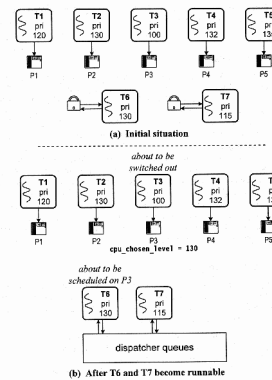 T1 T2 T3 T4 T5
pri pri pri pri pri
120 130 100 132
P1 P2 P3 P4 P5
T6 T7
pri pri
130 115
(a) Initial situation
about to be
switched out
T1 T2 T3 T4
pri pri pri pri
120 130 100 132
P1 P2 P3 P4 P5
cpu_chosen_level = 130
about to be
scheduled on P3
T6 T7
pri pri
130 115
dispatcher queues
(b) After T6 and T7 become runnable